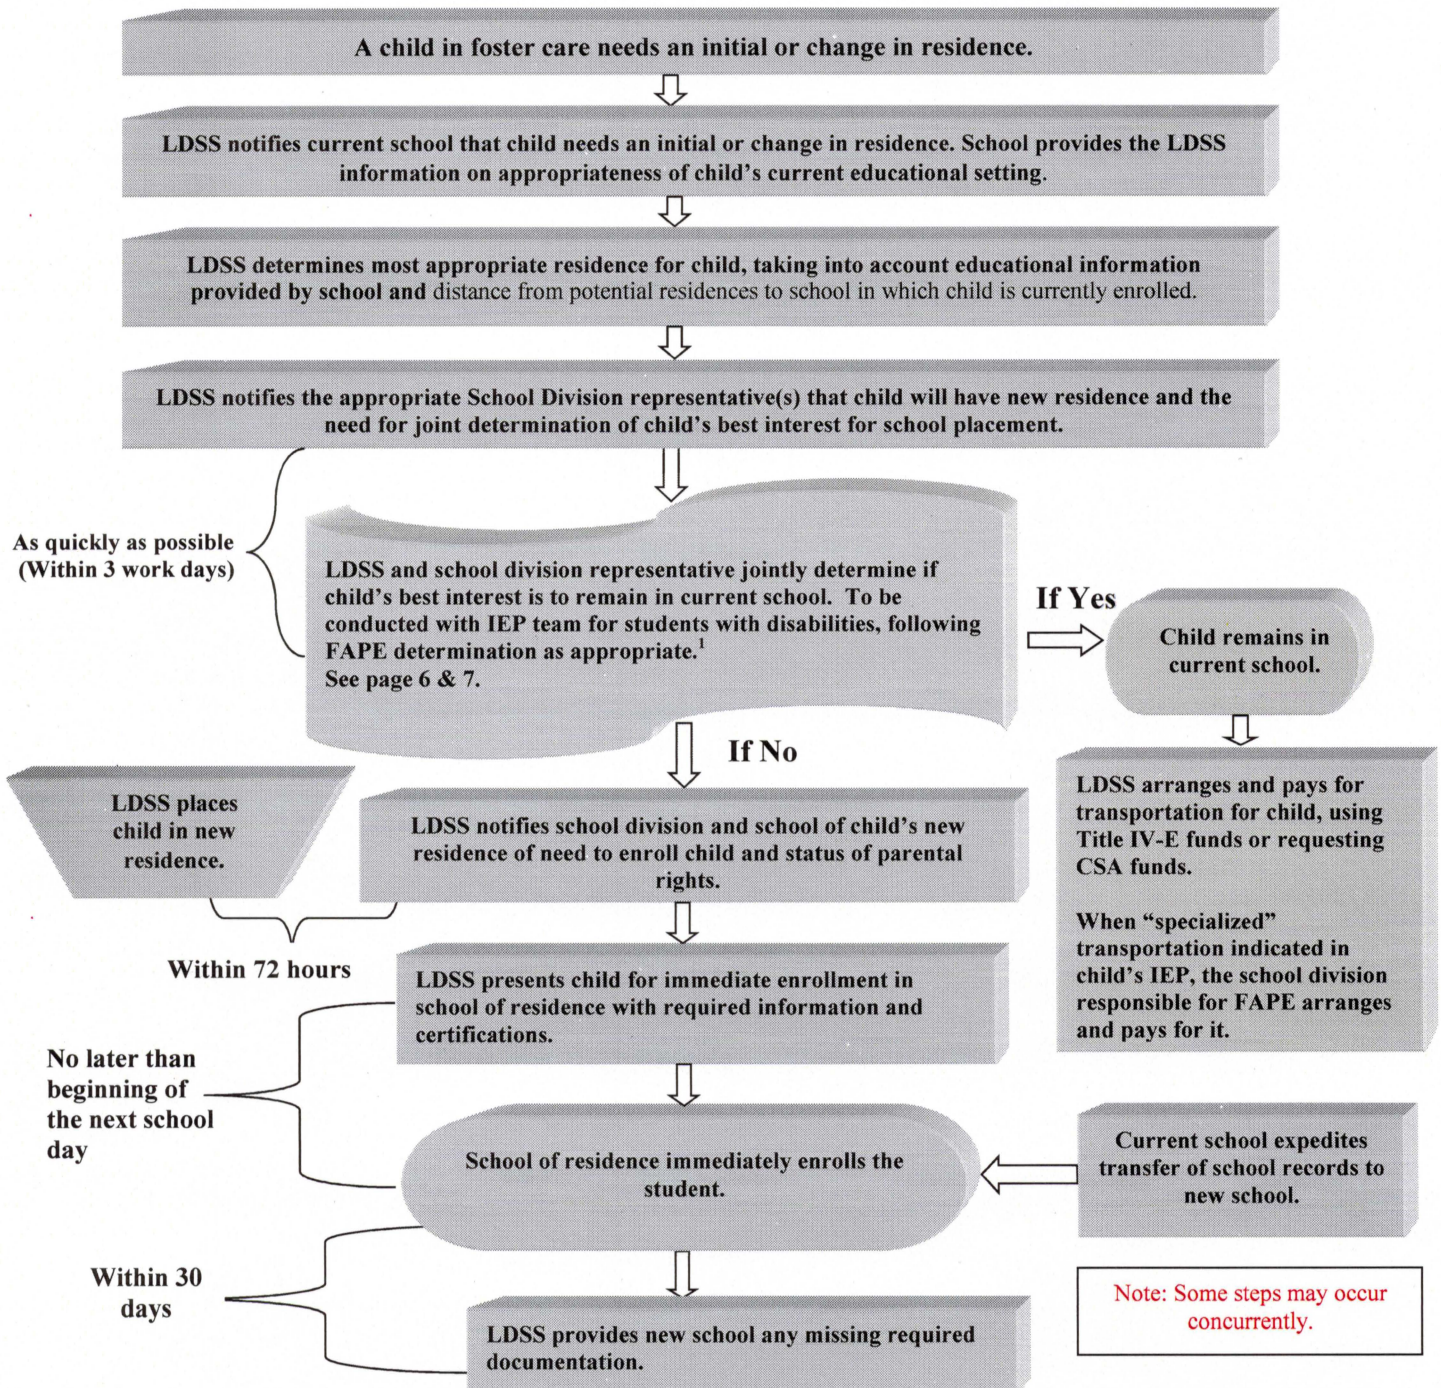 A child in foster care needs an initial or change in residence.
LDSS notifies current school that child needs an initial or change in residence. School provides the LDSS
information on appropriateness of child's current educational setting.
LDSS determines most appropriate residence for child, taking into account educational information
provided by school and distance from potential residences to school in which child is currently enrolled.
LDSS notifies the appropriate School Division representative(s) that child will have new residence and the
need for joint determination of child's best interest for school placement.
As quickly as possible
(Within 3 work days)
LDSS and school division representative jointly determine if
child's best interest is to remain in current school. To be
conducted with IEP team for students with disabilities, following
FAPE determination as appropriate.¹
See page 6 & 7.
If Yes
Child remains in
current school.
If No
LDSS places
child in new
residence.
LDSS notifies school division and school of child's new
residence of need to enroll child and status of parental
rights.
LDSS arranges and pays for
transportation for child, using
Title IV-E funds or requesting
CSA funds.
When “specialized”
transportation indicated in
child's IEP, the school division
responsible for FAPE arranges
and pays for it.
Within 72 hours
LDSS presents child for immediate enrollment in
school of residence with required information and
certifications.
No later than
beginning of
the next school
day
School of residence immediately enrolls the
student.
Current school expedites
transfer of school records to
new school.
Within 30
days
LDSS provides new school any missing required
documentation.
Note: Some steps may occur
concurrently.